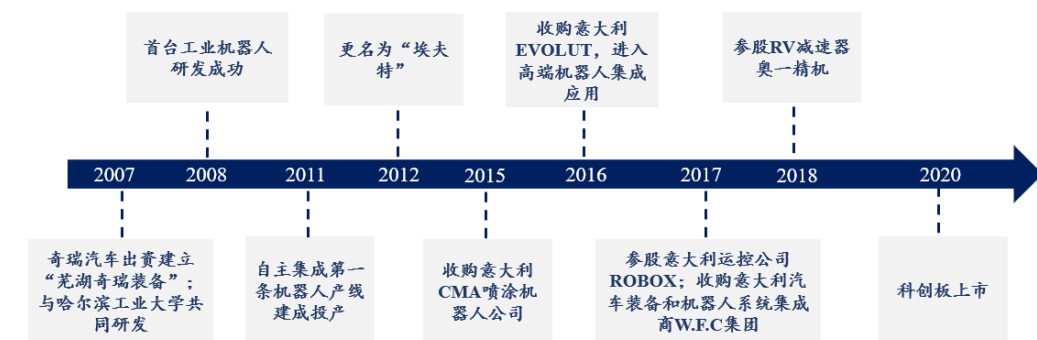 首台工业机器人
研发成功
更名为“埃夫
特”
收购意大利
EVOLUT，进入
高端机器人集成
应用
参股RV减速器
奥一精机
2007
2008
2011
2012
2015
2016
2017
2018
2020
奇瑞汽车出资建立
“芜湖奇瑞装备”；
与哈尔滨工业大学共
同研发
自主集成第一
条机器人产线
建成投产
收购意大利
CMA喷涂机
器人公司
参股意大利运控公司
ROBOX；收购意大利汽
车装备和机器人系统集成
商W.F.C集团
科创板上市